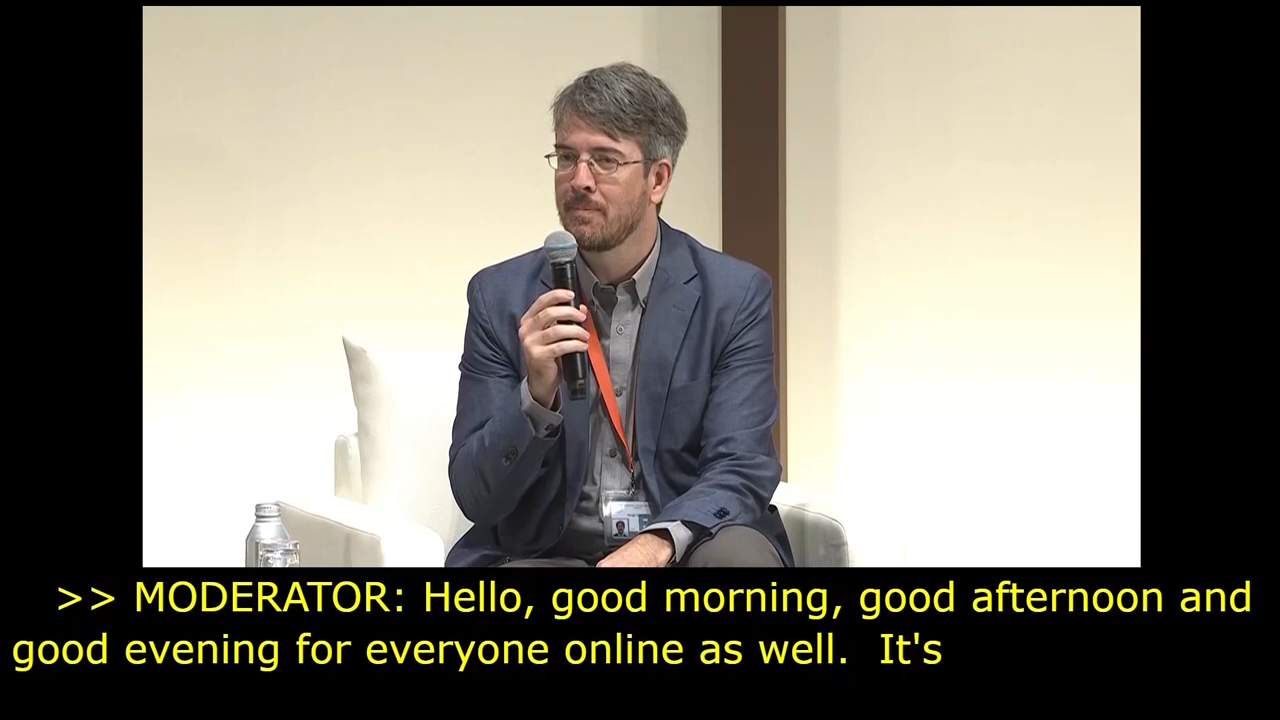 >> MODERATOR: Hello, good morning, good afternoon and
good evening for everyone online as well.  It's